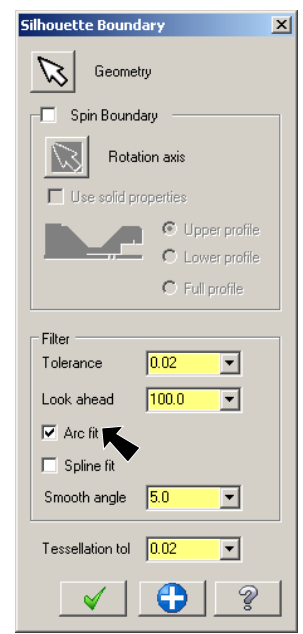 Silhouette Boundary
Geometry
Spin Boundary
Rotation axis
Use solid properties
Upper profile
Lower profile
Full profile
Filter
Tolerance 0.02
Look ahead 100.0
Arc fit
Spline fit
Smooth angle 5.0
Tessellation tol 0.02